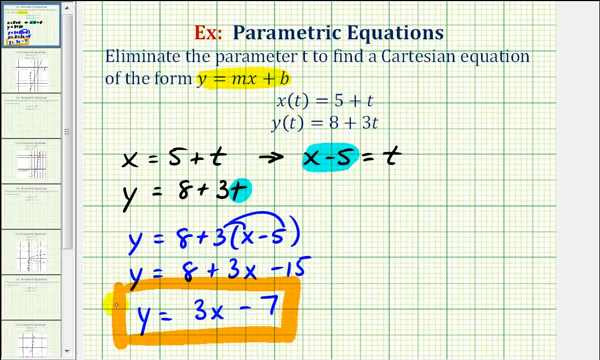 Ex: Parametric Equations
Eliminate the parameter t to find a Cartesian equation
of the form y = mx + b
x(t) = 5 + t
y(t) = 8 + 3t
x = 5 + t → x - 5 = t
y = 8 + 3t
y = 8 + 3(x - 5)
y = 8 + 3x - 15
y = 3x - 7